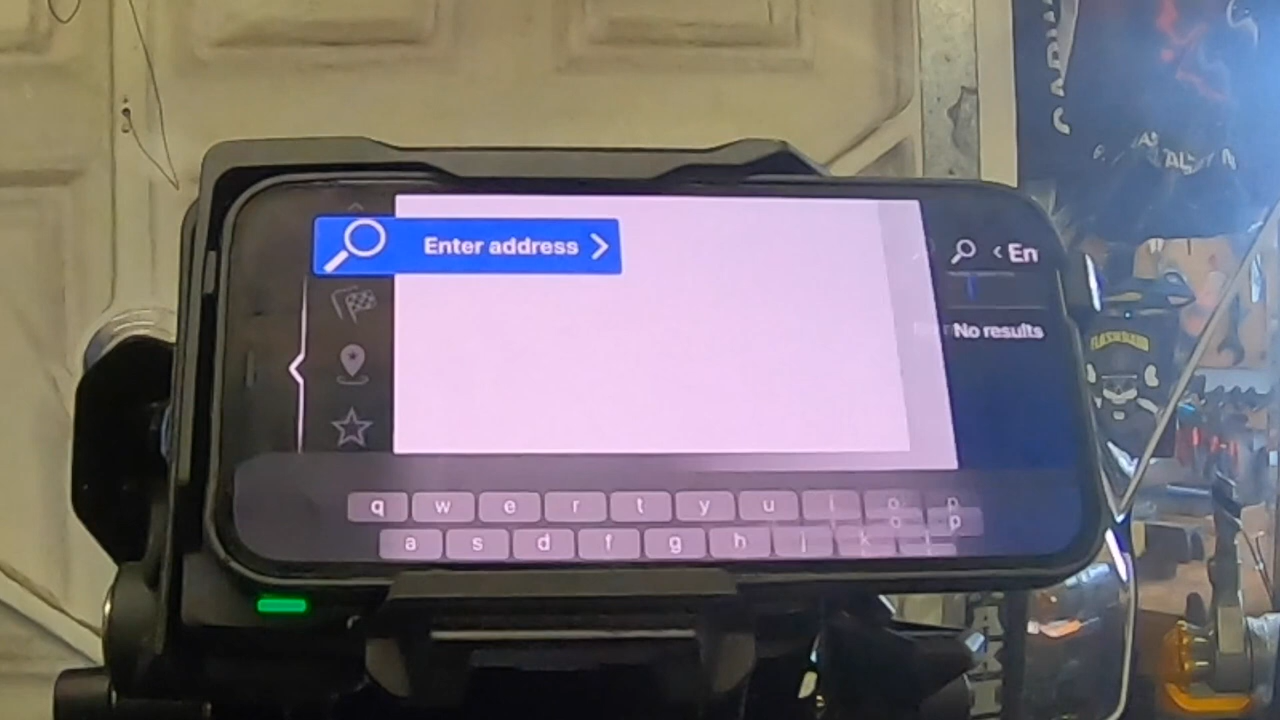 Enter address
‹ En
No results
q w e r t y u i o p
a s d f g h j k l